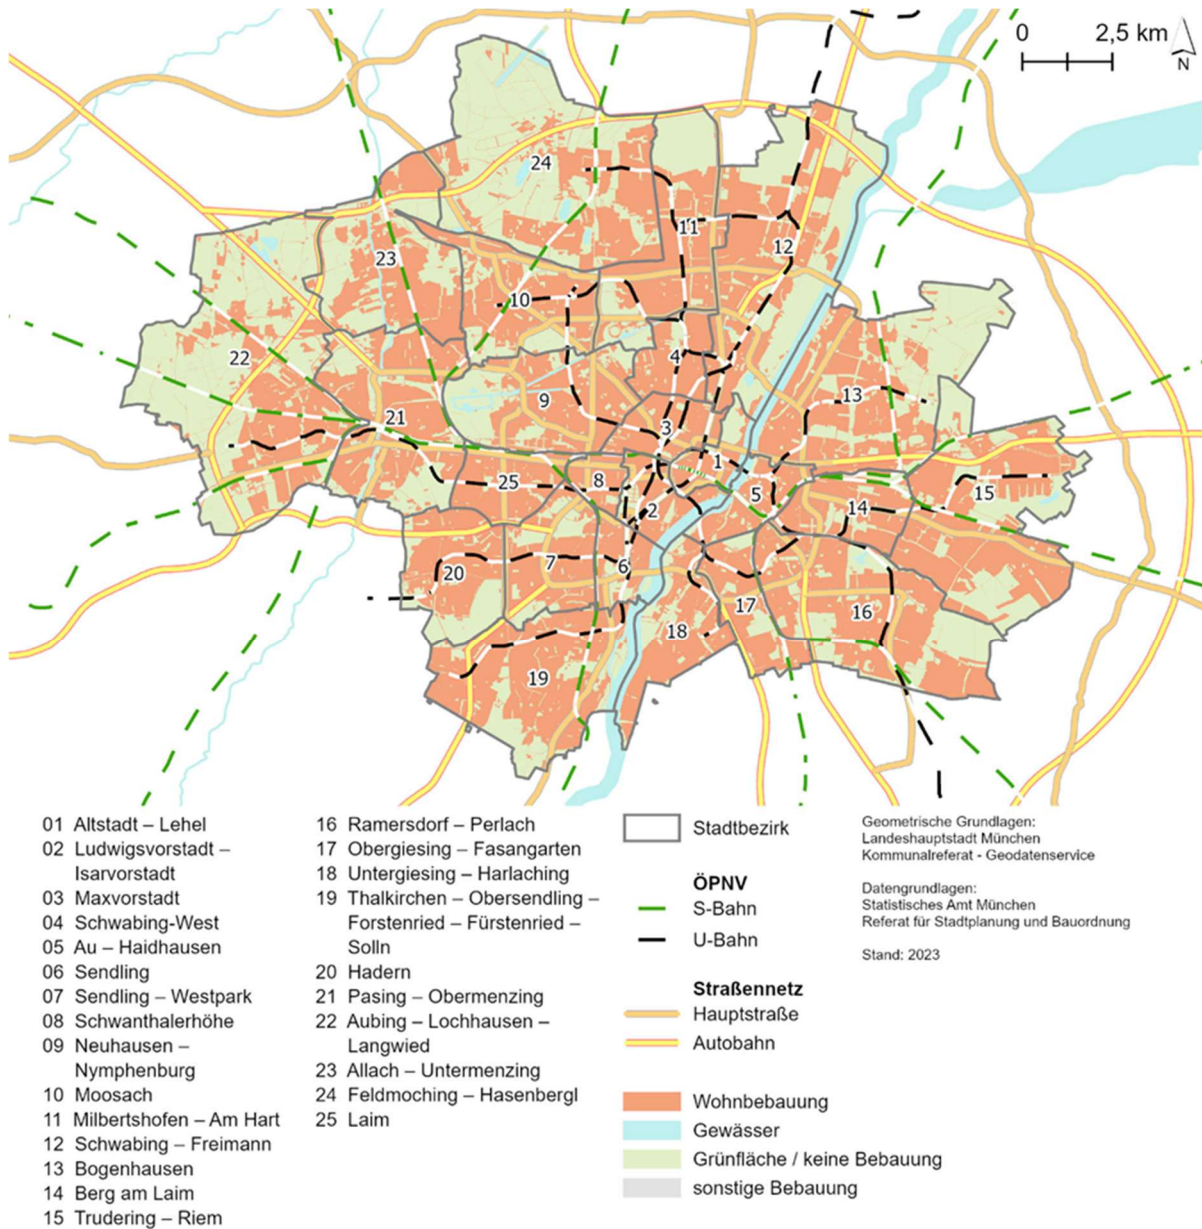 0 2,5 km
N
24
11
12
23
10
22
4
13
9
21
3
1
25
8
5
15
2
14
7
6
20
17
16
18
19
01 Altstadt – Lehel
02 Ludwigsvorstadt –
Isarvorstadt
03 Maxvorstadt
04 Schwabing-West
05 Au – Haidhausen
06 Sendling
07 Sendling – Westpark
08 Schwanthalerhöhe
09 Neuhausen –
Nymphenburg
10 Moosach
11 Milbertshofen – Am Hart
12 Schwabing – Freimann
13 Bogenhausen
14 Berg am Laim
15 Trudering – Riem
16 Ramersdorf – Perlach
17 Obergiesing – Fasangarten
18 Untergiesing – Harlaching
19 Thalkirchen – Obersendling –
Forstenried – Fürstenried –
Solln
20 Hadern
21 Pasing – Obermenzing
22 Aubing – Lochhausen –
Langwied
23 Allach – Untermenzing
24 Feldmoching – Hasenbergl
25 Laim
Stadtbezirk
ÖPNV
S-Bahn
U-Bahn
Straßennetz
Hauptstraße
Autobahn
Wohnbebauung
Gewässer
Grünfläche / keine Bebauung
sonstige Bebauung
Geometrische Grundlagen:
Landeshauptstadt München
Kommunalreferat - Geodatenservice
Datengrundlagen:
Statistisches Amt München
Referat für Stadtplanung und Bauordnung
Stand: 2023